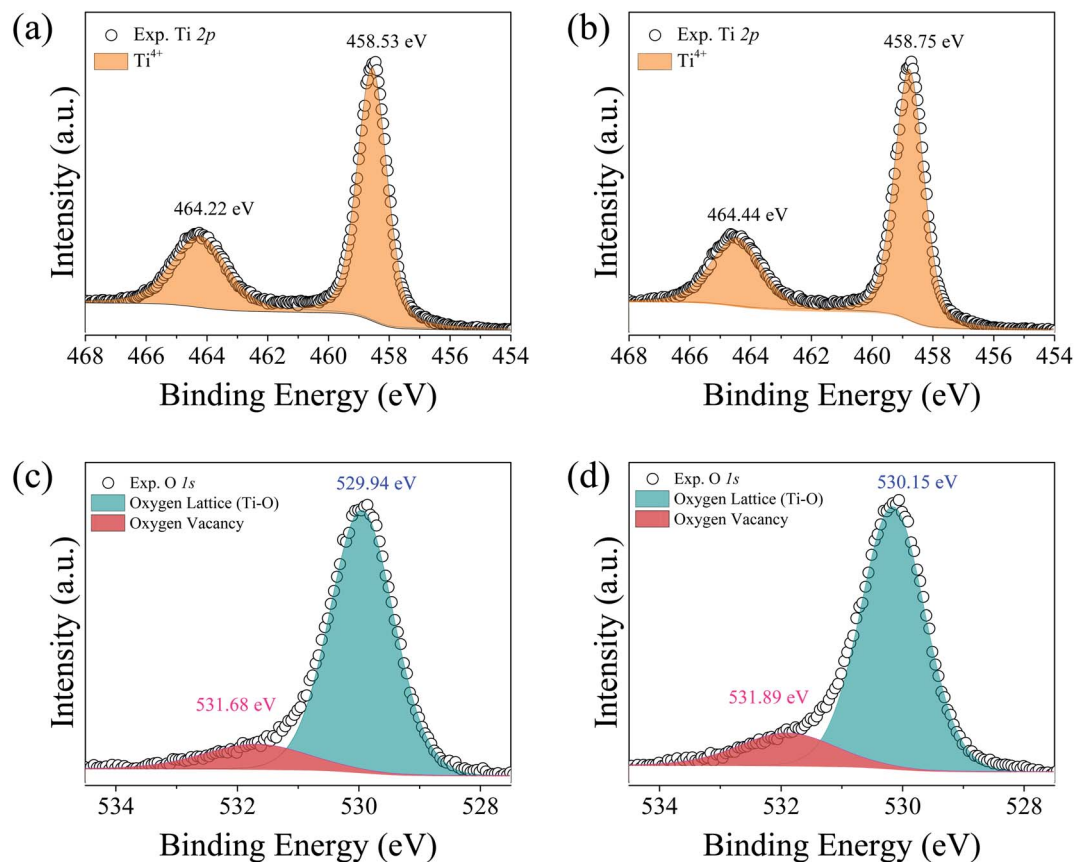 (a)
Exp. Ti 2p
Ti⁴⁺
458.53 eV
464.22 eV
Intensity (a.u.)
468 466 464 462 460 458 456 454
Binding Energy (eV)
(b)
Exp. Ti 2p
Ti⁴⁺
458.75 eV
464.44 eV
Intensity (a.u.)
468 466 464 462 460 458 456 454
Binding Energy (eV)
(c)
Exp. O 1s
Oxygen Lattice (Ti-O)
Oxygen Vacancy
529.94 eV
531.68 eV
Intensity (a.u.)
534 532 530 528
Binding Energy (eV)
(d)
Exp. O 1s
Oxygen Lattice (Ti-O)
Oxygen Vacancy
530.15 eV
531.89 eV
Intensity (a.u.)
534 532 530 528
Binding Energy (eV)